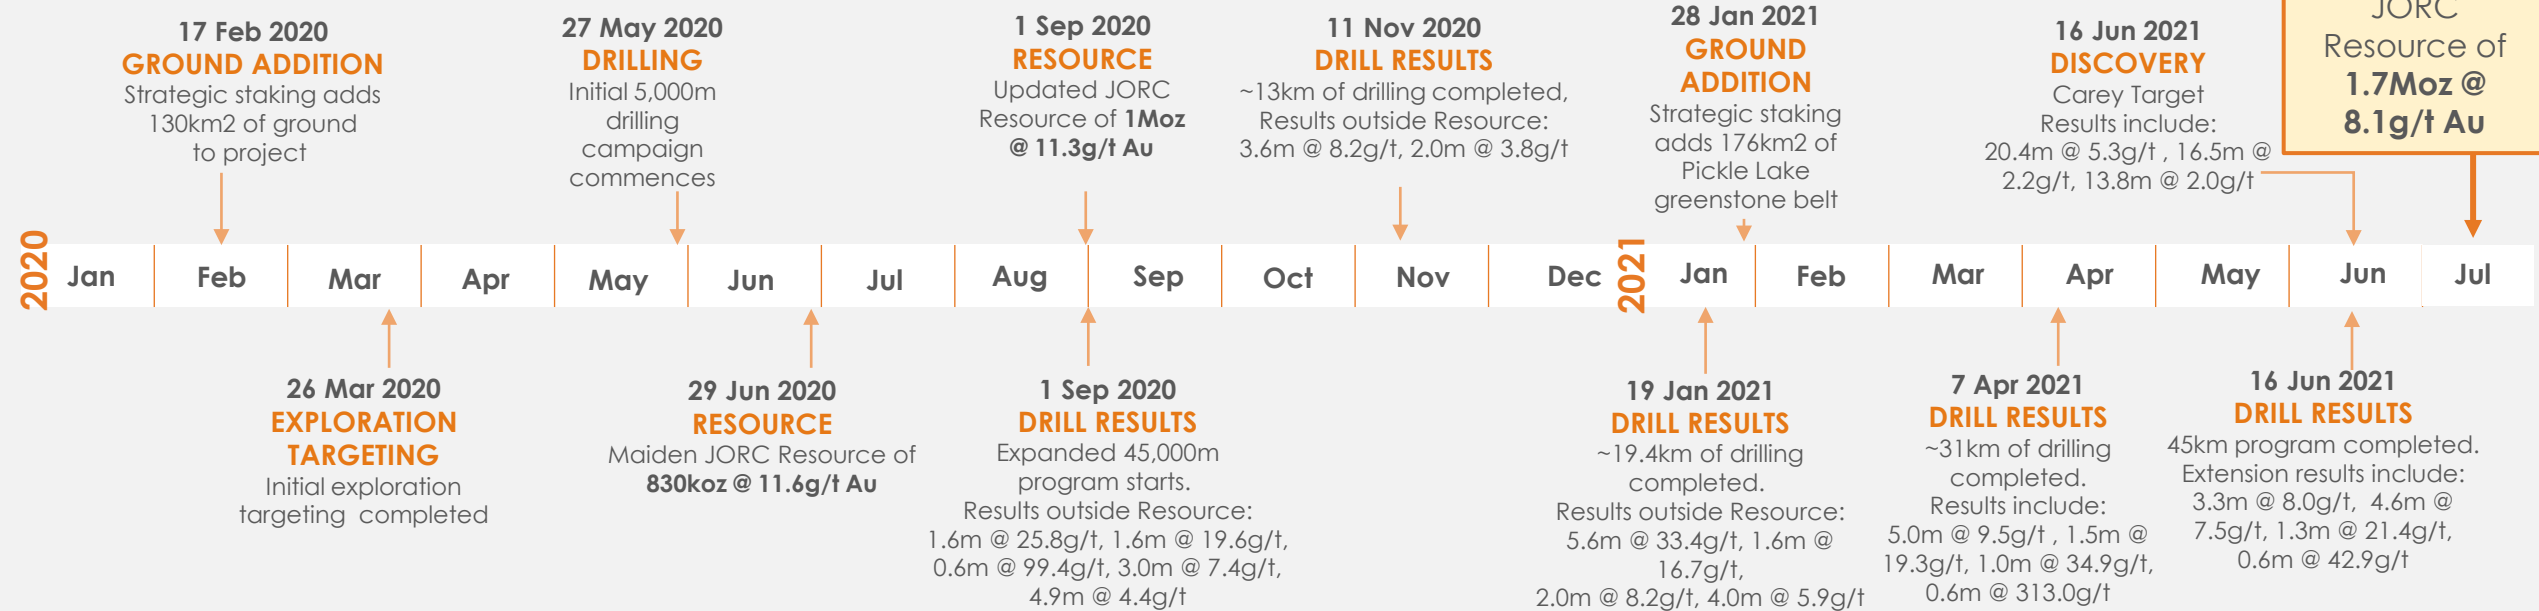 17 Feb 2020
GROUND ADDITION
Strategic staking adds
130km2 of ground
to project
27 May 2020
DRILLING
Initial 5,000m
drilling
campaign
commences
1 Sep 2020
RESOURCE
Updated JORC
Resource of 1Moz
@ 11.3g/t Au
11 Nov 2020
DRILL RESULTS
~13km of drilling completed,
Results outside Resource:
3.6m @ 8.2g/t, 2.0m @ 3.8g/t
28 Jan 2021
GROUND
ADDITION
Strategic staking
adds 176km2 of
Pickle Lake
greenstone belt
16 Jun 2021
DISCOVERY
Carey Target
Results include:
20.4m @ 5.3g/t , 16.5m @
2.2g/t, 13.8m @ 2.0g/t
JORC
Resource of
1.7Moz @
8.1g/t Au
2020
Jan
Feb
Mar
Apr
May
Jun
Jul
Aug
Sep
Oct
Nov
Dec
2021
Jan
Feb
Mar
Apr
May
Jun
Jul
26 Mar 2020
EXPLORATION
TARGETING
Initial exploration
targeting completed
29 Jun 2020
RESOURCE
Maiden JORC Resource of
830koz @ 11.6g/t Au
1 Sep 2020
DRILL RESULTS
Expanded 45,000m
program starts.
Results outside Resource:
1.6m @ 25.8g/t, 1.6m @ 19.6g/t,
0.6m @ 99.4g/t, 3.0m @ 7.4g/t,
4.9m @ 4.4g/t
19 Jan 2021
DRILL RESULTS
~19.4km of drilling
completed.
Results outside Resource:
5.6m @ 33.4g/t, 1.6m @
16.7g/t,
2.0m @ 8.2g/t, 4.0m @ 5.9g/t
7 Apr 2021
DRILL RESULTS
~31km of drilling
completed.
Results include:
5.0m @ 9.5g/t , 1.5m @
19.3g/t, 1.0m @ 34.9g/t,
0.6m @ 313.0g/t
16 Jun 2021
DRILL RESULTS
45km program completed.
Extension results include:
3.3m @ 8.0g/t, 4.6m @
7.5g/t, 1.3m @ 21.4g/t,
0.6m @ 42.9g/t